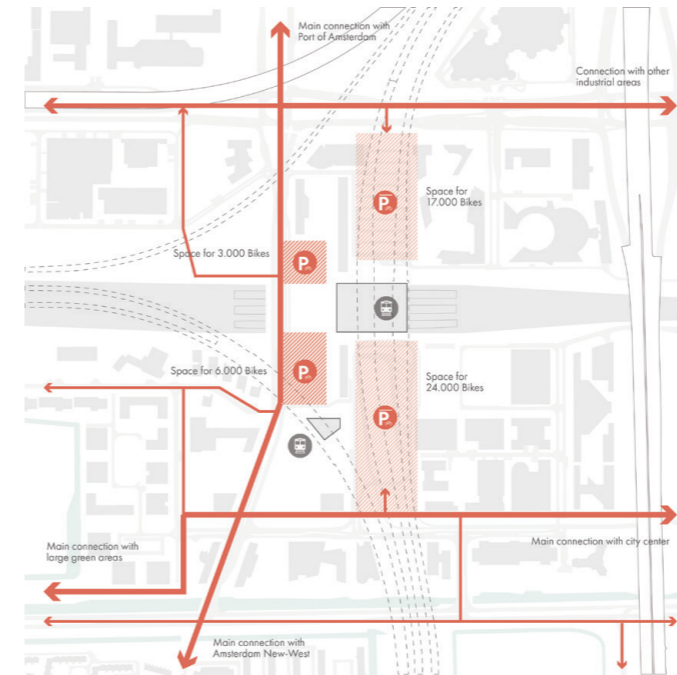 Main connection with
Port of Amsterdam
Connection with other
industrial areas
Space for
17.000 Bikes
Space for 3.000 Bikes
P
P
Space for 6.000 Bikes
P
Space for
24.000 Bikes
P
Main connection with
large green areas
Main connection with city center
Main connection with
Amsterdam New-West